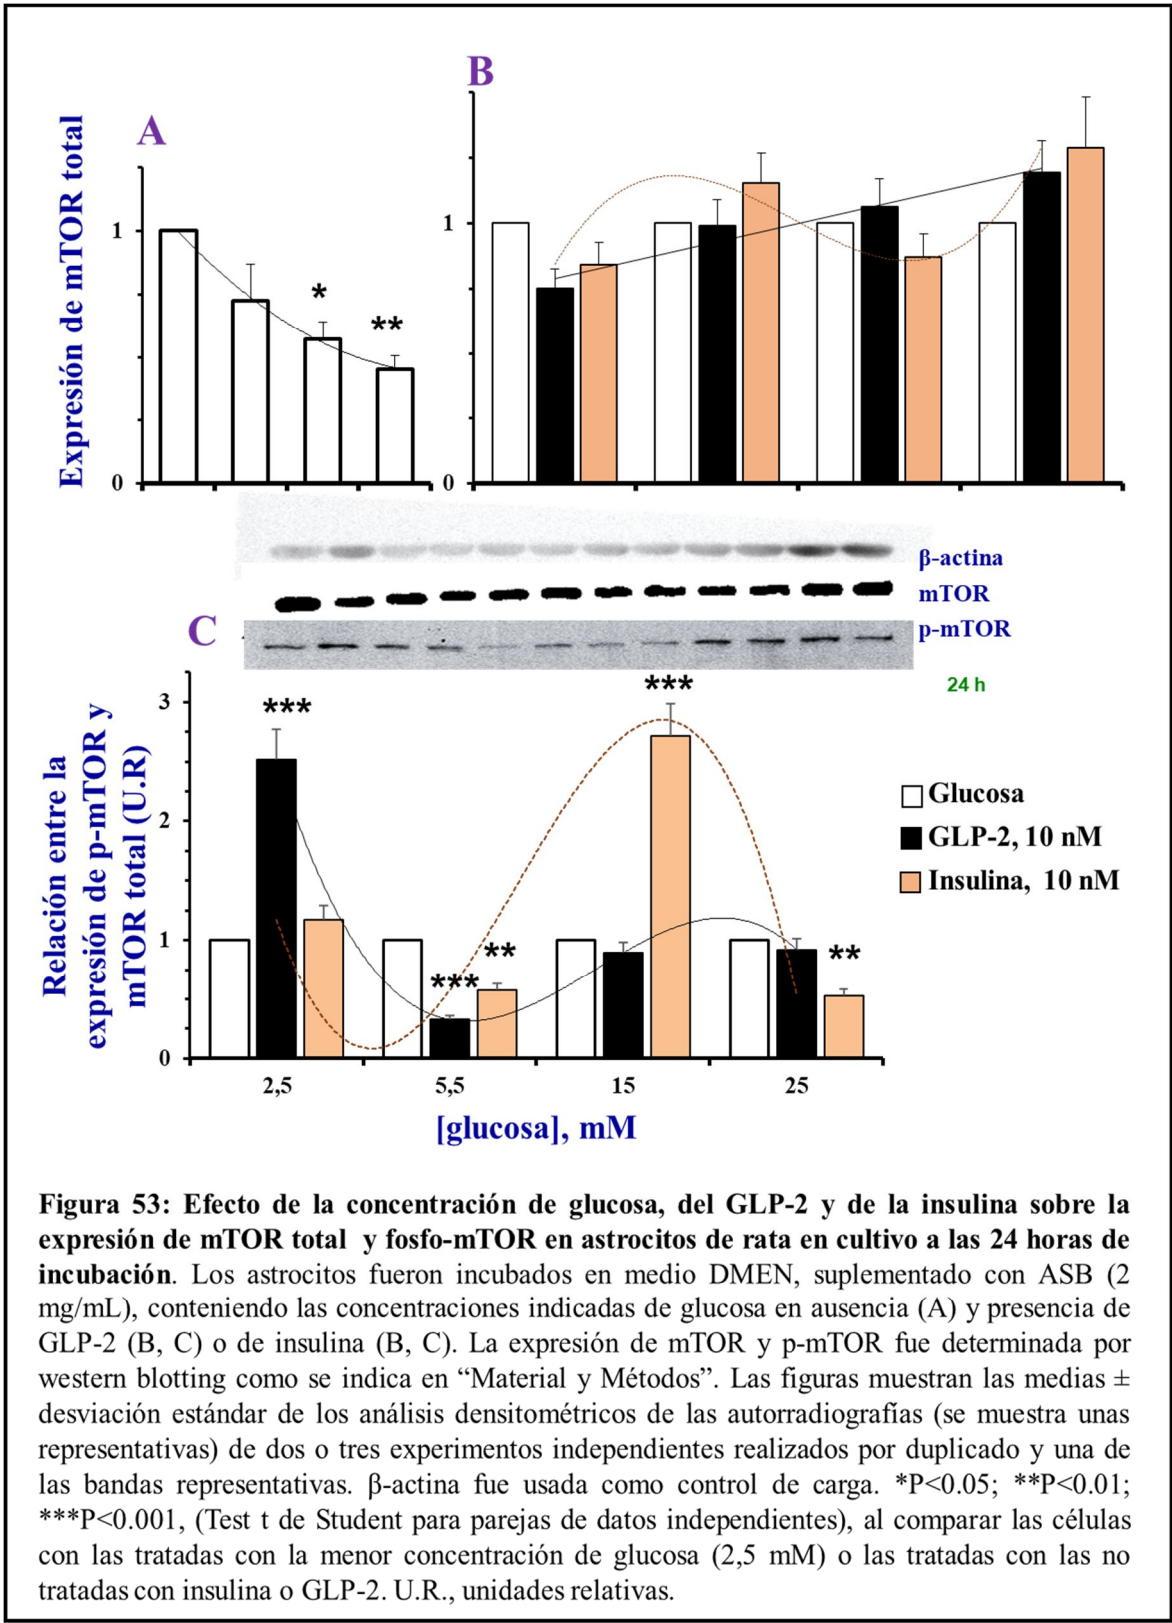 A
B
Expresión de mTOR total
1
0
*
**
1
0
β-actina
mTOR
p-mTOR
C
24 h
Relación entre la
expresión de p-mTOR y
mTOR total (U.R)
3
2
1
0
***
***
**
***
**
Glucosa
GLP-2, 10 nM
Insulina, 10 nM
2,5 5,5 15 25
[glucosa], mM
Figura 53: Efecto de la concentración de glucosa, del GLP-2 y de la insulina sobre la
expresión de mTOR total y fosfo-mTOR en astrocitos de rata en cultivo a las 24 horas de
incubación. Los astrocitos fueron incubados en medio DMEN, suplementado con ASB (2
mg/mL), conteniendo las concentraciones indicadas de glucosa en ausencia (A) y presencia de
GLP-2 (B, C) o de insulina (B, C). La expresión de mTOR y p-mTOR fue determinada por
western blotting como se indica en “Material y Métodos”. Las figuras muestran las medias ±
desviación estándar de los análisis densitométricos de las autorradiografías (se muestra unas
representativas) de dos o tres experimentos independientes realizados por duplicado y una de
las bandas representativas. β-actina fue usada como control de carga. *P<0.05; **P<0.01;
***P<0.001, (Test t de Student para parejas de datos independientes), al comparar las células
con las tratadas con la menor concentración de glucosa (2,5 mM) o las tratadas con las no
tratadas con insulina o GLP-2. U.R., unidades relativas.